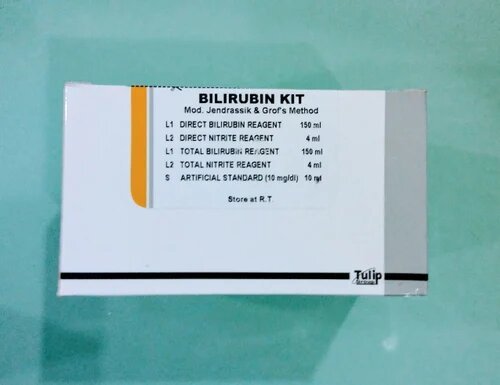 BILIRUBIN KIT
Mod. Jendrassik & Grof's Method
L1 DIRECT BILIRUBIN REAGENT 150 ml
L2 DIRECT NITRITE REAGENT 4 ml
L1 TOTAL BILIRUBIN REAGENT 150 ml
L2 TOTAL NITRITE REAGENT 4 ml
S ARTIFICIAL STANDARD (10 mg/dl) 10 ml
Store at R.T.
Tulip